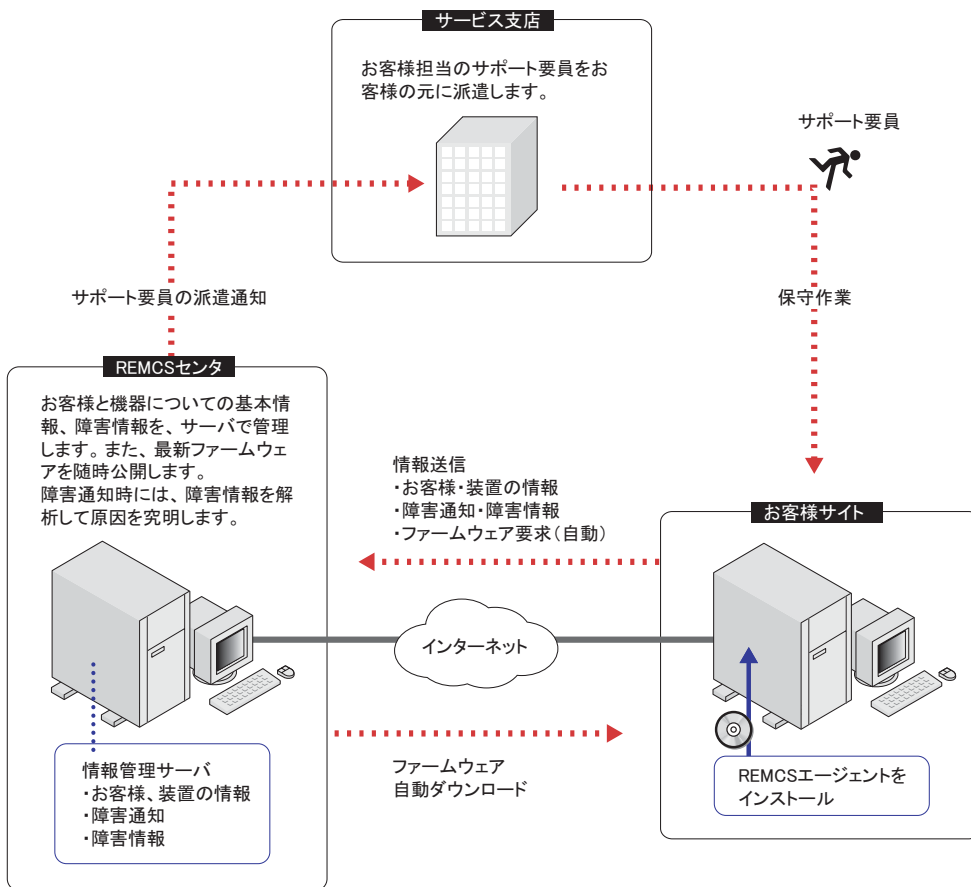 サービス支店
お客様担当のサポート要員をお
客様の元に派遣します。
サポート要員
サポート要員の派遣通知
保守作業
REMCSセンタ
お客様と機器についての基本情
報、障害情報を、サーバで管理
します。また、最新ファームウェ
アを随時公開します。
障害通知時には、障害情報を解
析して原因を究明します。
情報送信
・お客様・装置の情報
・障害通知・障害情報
・ファームウェア要求（自動）
お客様サイト
インターネット
情報管理サーバ
・お客様、装置の情報
・障害通知
・障害情報
ファームウェア
自動ダウンロード
REMCSエージェントを
インストール